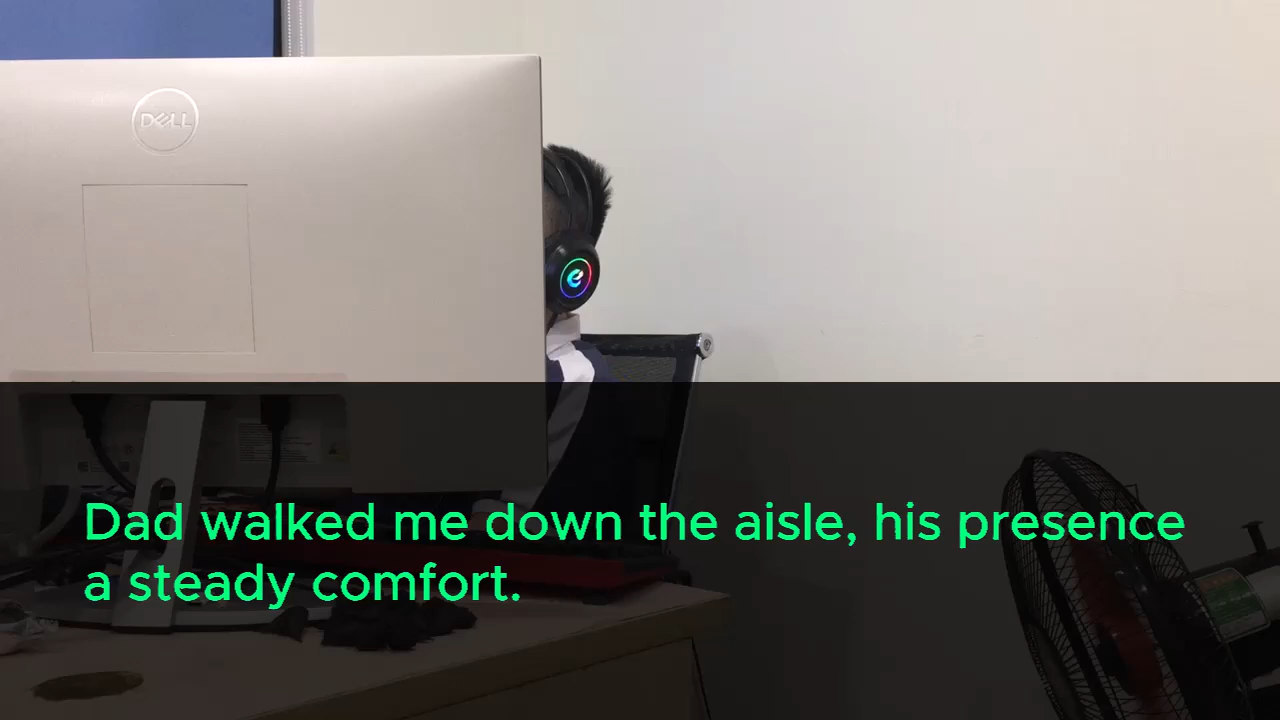 DELL
Dad walked me down the aisle, his presence
a steady comfort.